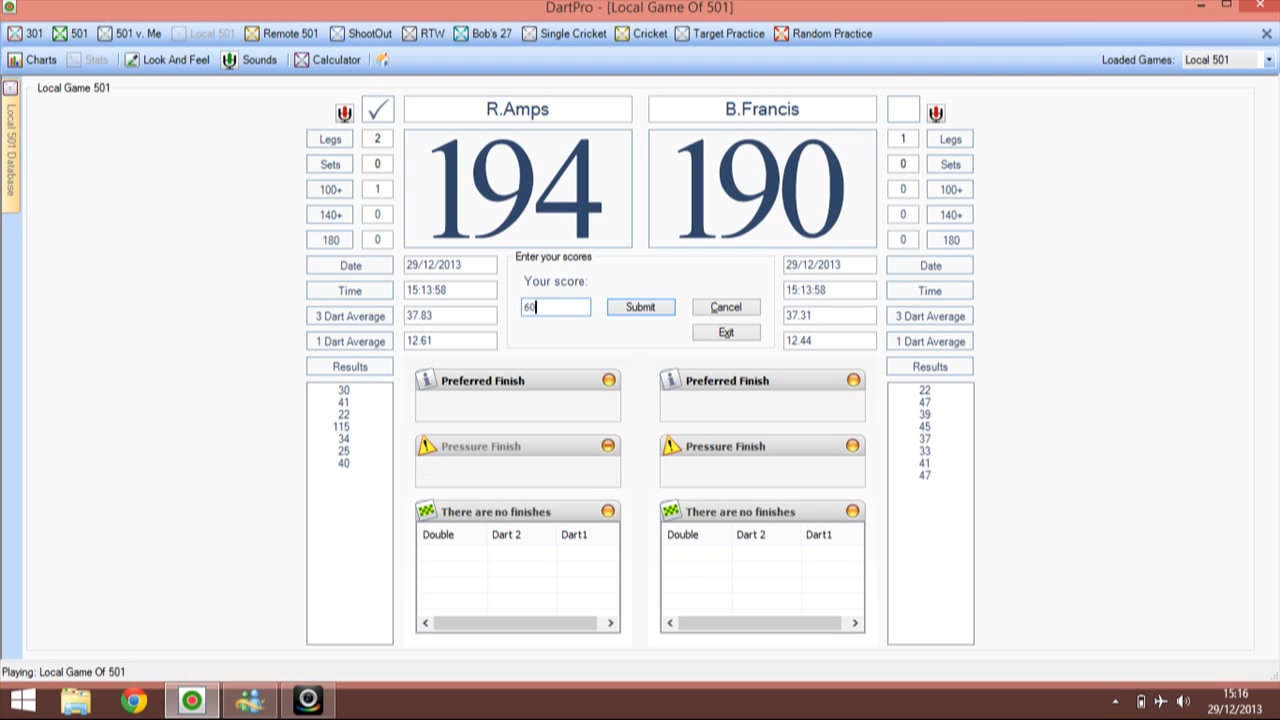 DartPro - [Local Game Of 501]
301 501 501 v. Me Local 501 Remote 501 ShootOut RTW Bob's 27 Single Cricket Cricket Target Practice Random Practice
Charts Stats Look And Feel Sounds Calculator Loaded Games: Local 501
Local Game 501
Local 501 Database
R.Amps B.Francis
194 190
Legs 2 1 Legs
Sets 0 0 Sets
100+ 1 0 100+
140+ 0 0 140+
180 0 0 180
Enter your scores
Date 29/12/2013 29/12/2013 Date
Your score:
Time 15:13:58 15:13:58 Time
60 Submit Cancel
3 Dart Average 37.83 37.31 3 Dart Average
Exit
1 Dart Average 12.61 12.44 1 Dart Average
Results Results
Preferred Finish Preferred Finish
30 22
41 47
22 39
115 45
34 37
25 33
40 41
47
Pressure Finish Pressure Finish
There are no finishes There are no finishes
Double Dart 2 Dart1 Double Dart 2 Dart1
Playing: Local Game Of 501
15:16
29/12/2013